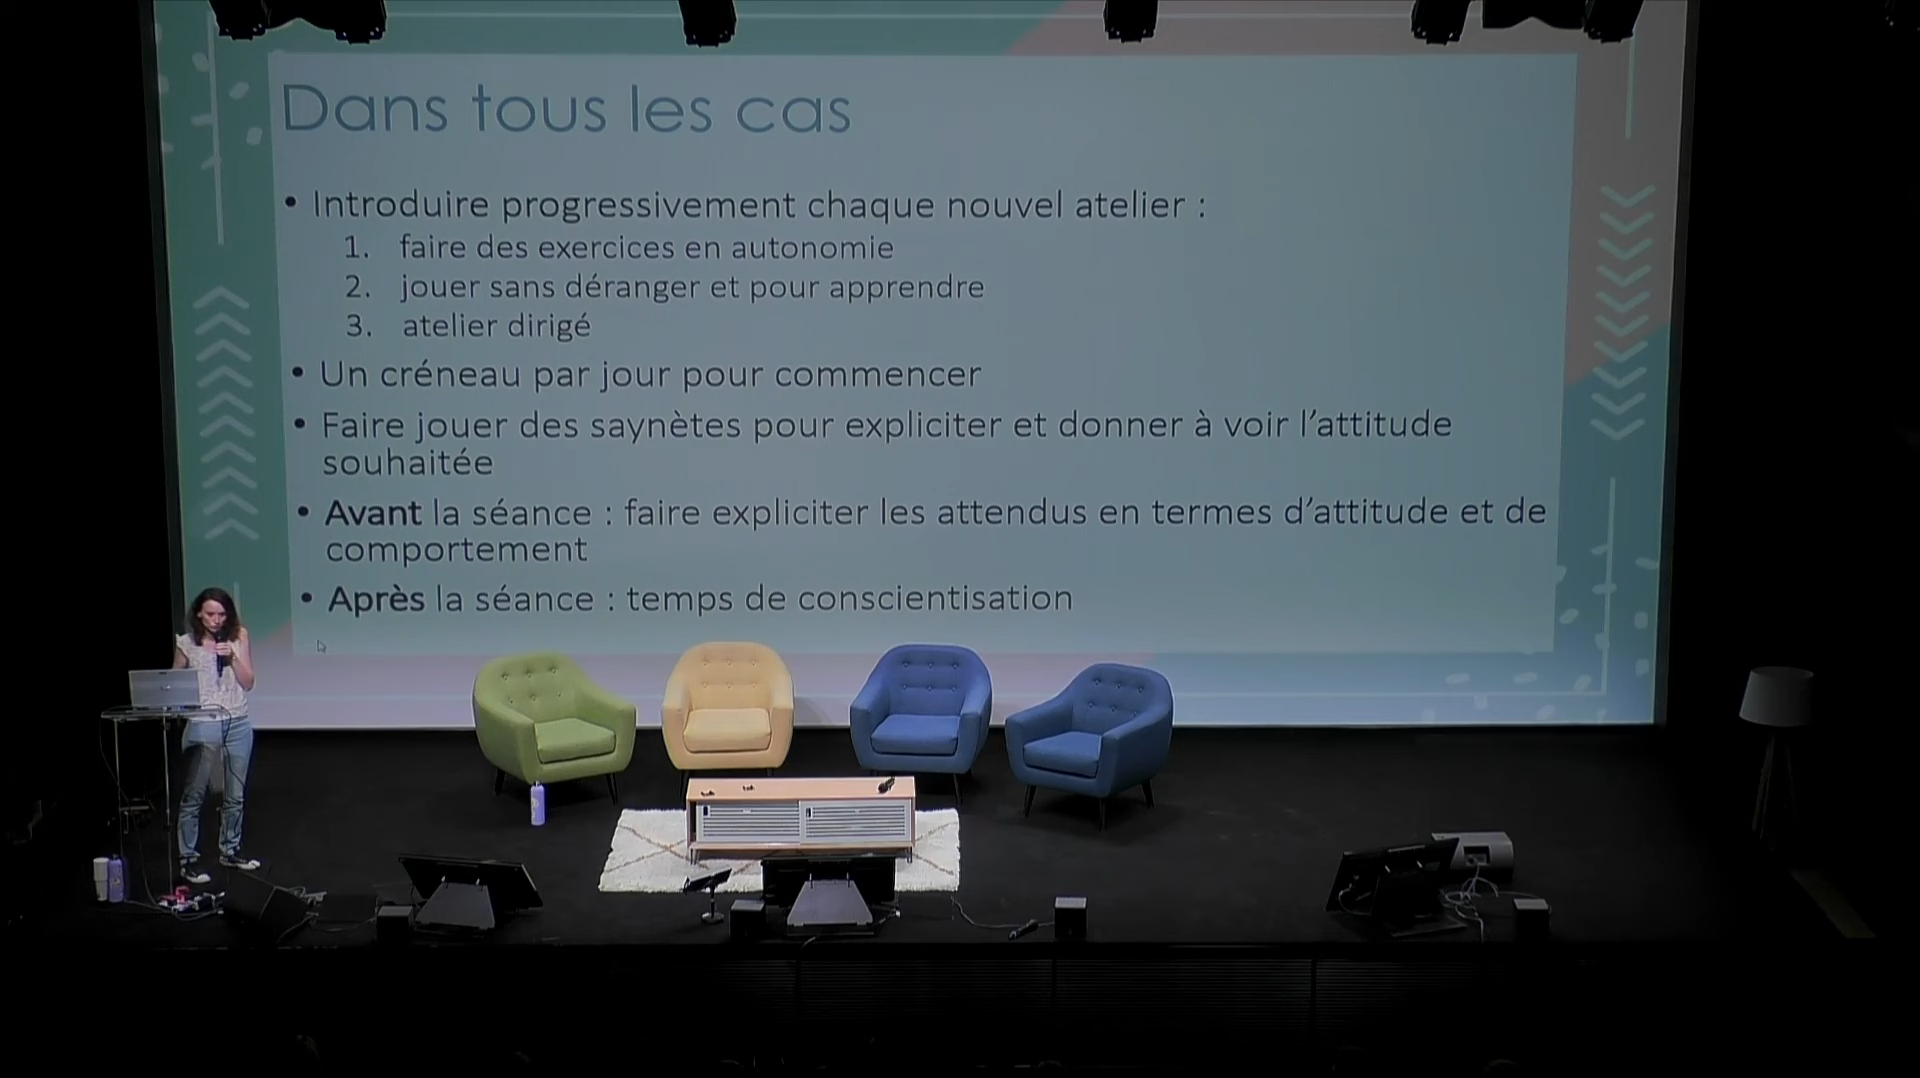 Dans tous les cas
• Introduire progressivement chaque nouvel atelier :
1. faire des exercices en autonomie
2. jouer sans déranger et pour apprendre
3. atelier dirigé
• Un créneau par jour pour commencer
• Faire jouer des saynètes pour expliciter et donner à voir l’attitude
souhaitée
• Avant la séance : faire expliciter les attendus en termes d’attitude et de
comportement
• Après la séance : temps de conscientisation